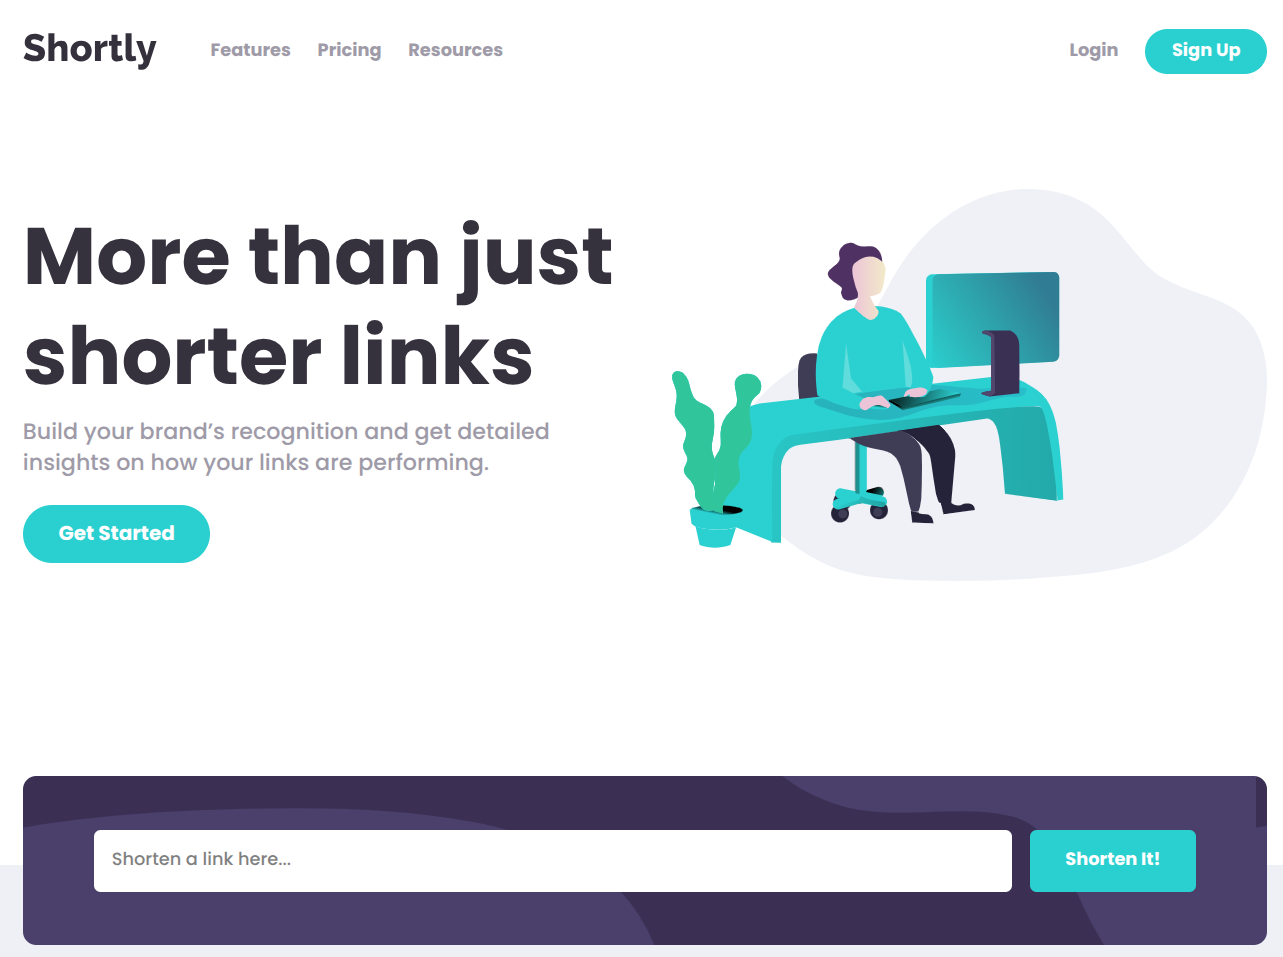 Shortly
Features
Pricing
Resources
Login
Sign Up
More than just
shorter links
Build your brand’s recognition and get detailed
insights on how your links are performing.
Get Started
Shorten a link here...
Shorten It!